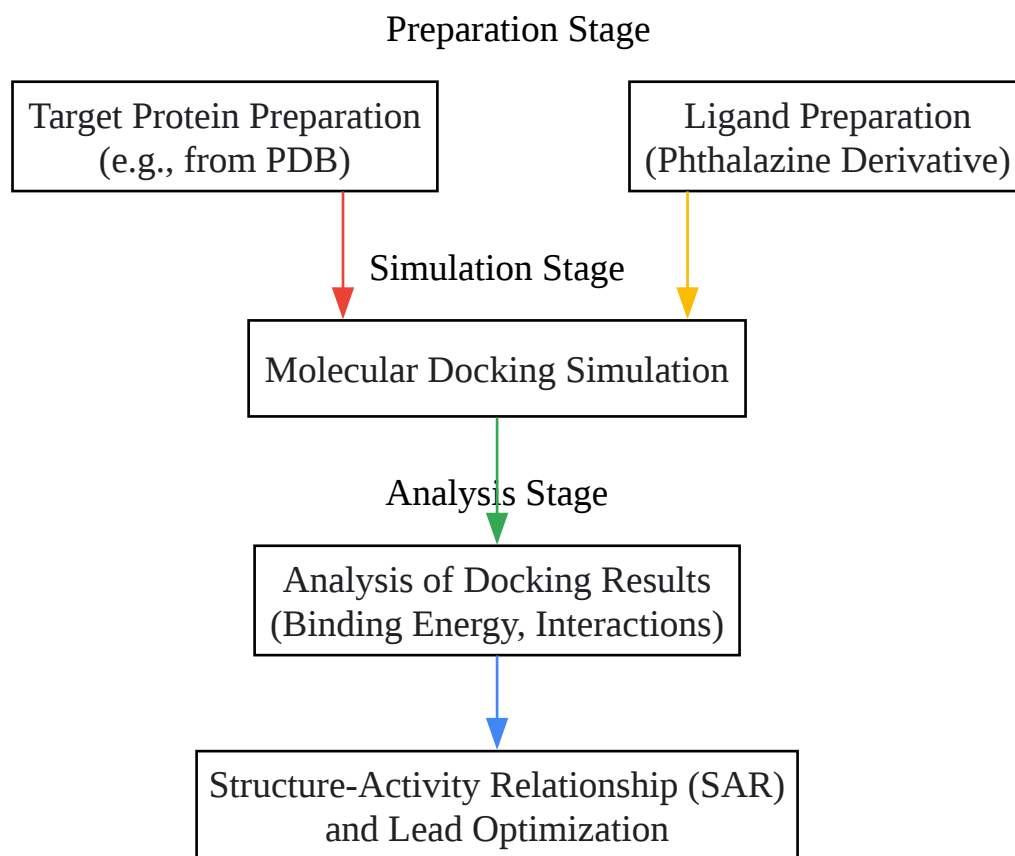 Preparation Stage
Target Protein Preparation
(e.g., from PDB)
Ligand Preparation
(Phthalazine Derivative)
Simulation Stage
Molecular Docking Simulation
Analysis Stage
Analysis of Docking Results
(Binding Energy, Interactions)
Structure-Activity Relationship (SAR)
and Lead Optimization